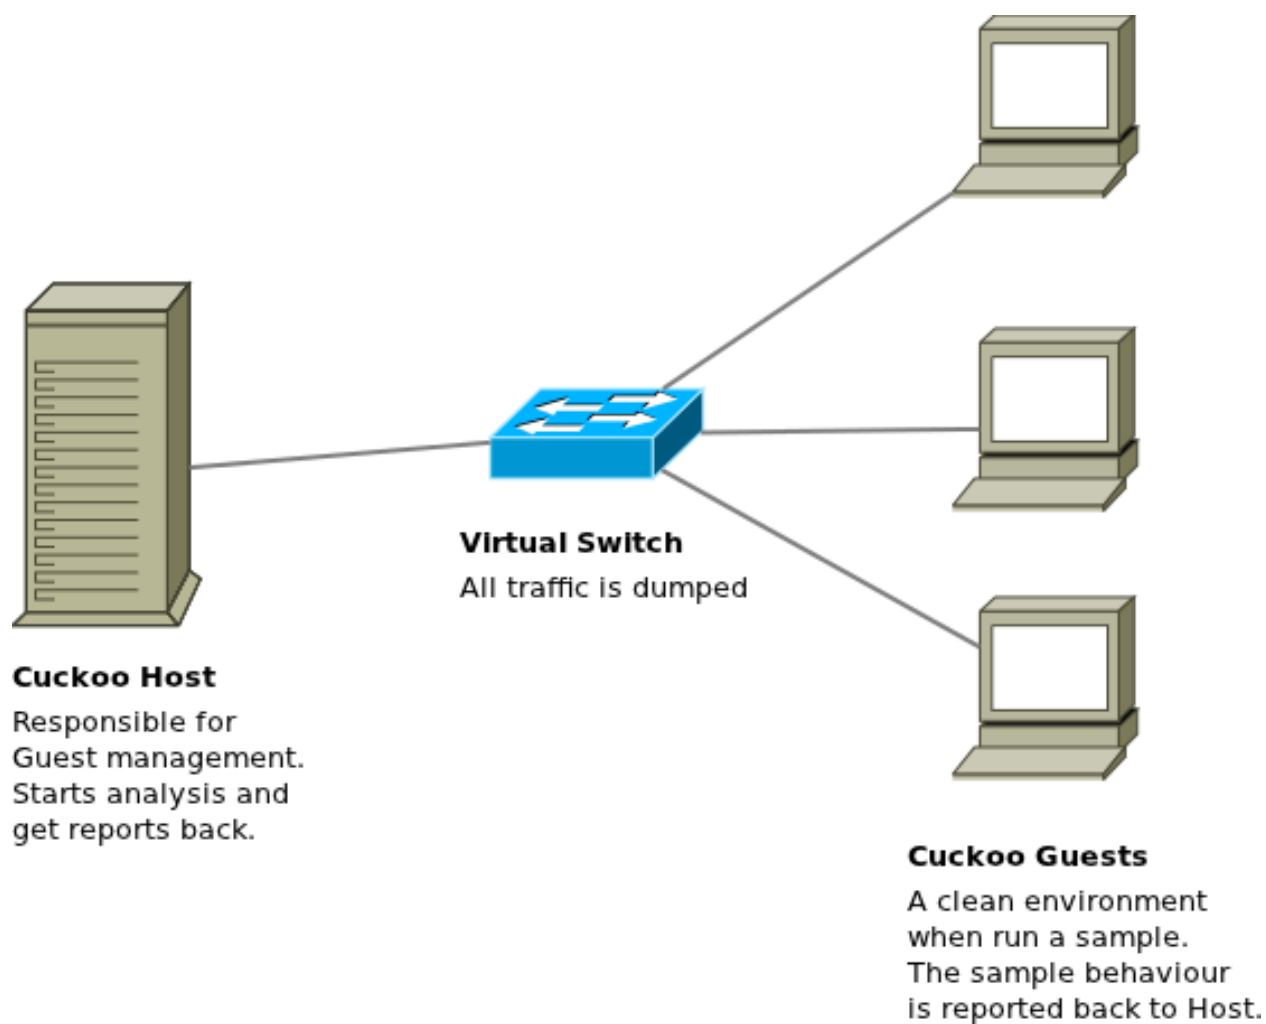 Virtual Switch
All traffic is dumped
Cuckoo Host
Responsible for
Guest management.
Starts analysis and
get reports back.
Cuckoo Guests
A clean environment
when run a sample.
The sample behaviour
is reported back to Host.